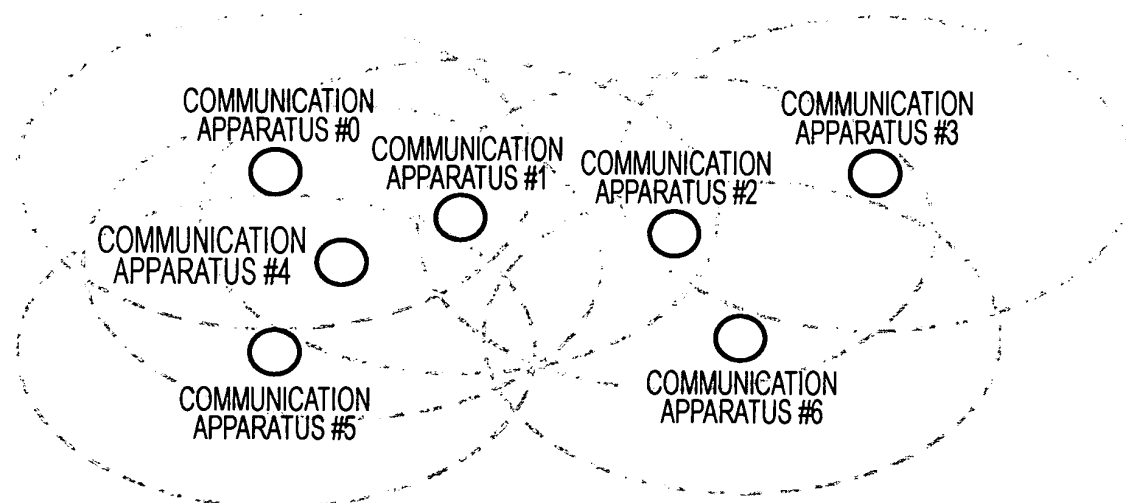 COMMUNICATION
APPARATUS #0
COMMUNICATION
APPARATUS #1
COMMUNICATION
APPARATUS #2
COMMUNICATION
APPARATUS #3
COMMUNICATION
APPARATUS #4
COMMUNICATION
APPARATUS #5
COMMUNICATION
APPARATUS #6